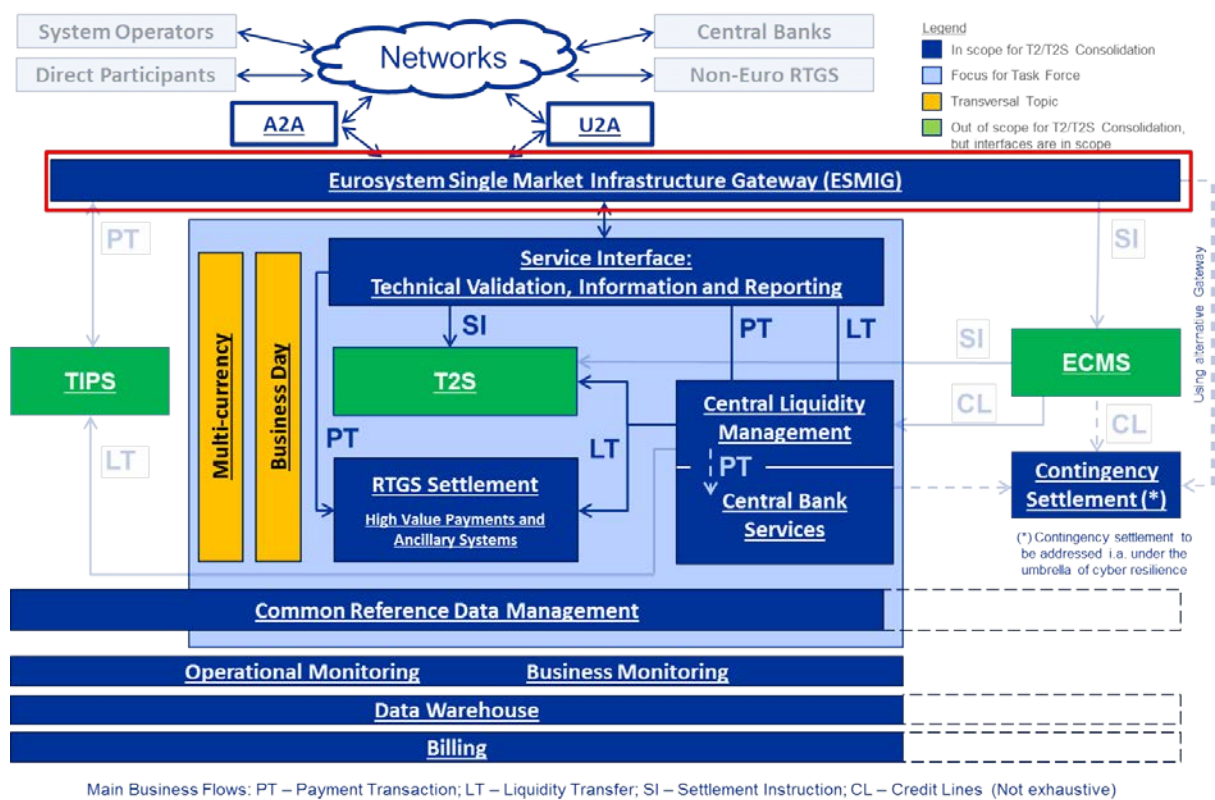 System Operators
Direct Participants
Networks
Central Banks
Non-Euro RTGS
Legend
In scope for T2/T2S Consolidation
Focus for Task Force
Transversal Topic
Out of scope for T2/T2S Consolidation,
but interfaces are in scope
A2A
U2A
Eurosystem Single Market Infrastructure Gateway (ESMIG)
PT
SI
Using alternative Gateway
Service Interface:
Technical Validation, Information and Reporting
SI
PT
LT
Multi-currency
Business Day
TIPS
T2S
SI
ECMS
Central Liquidity
Management
CL
CL
PT
LT
LT
PT
RTGS Settlement
High Value Payments and
Ancillary Systems
Central Bank
Services
Contingency
Settlement (*)
(*) Contingency settlement to
be addressed i.a. under the
umbrella of cyber resilience
Common Reference Data Management
Operational Monitoring
Business Monitoring
Data Warehouse
Billing
Main Business Flows: PT – Payment Transaction; LT – Liquidity Transfer; SI – Settlement Instruction; CL – Credit Lines (Not exhaustive)